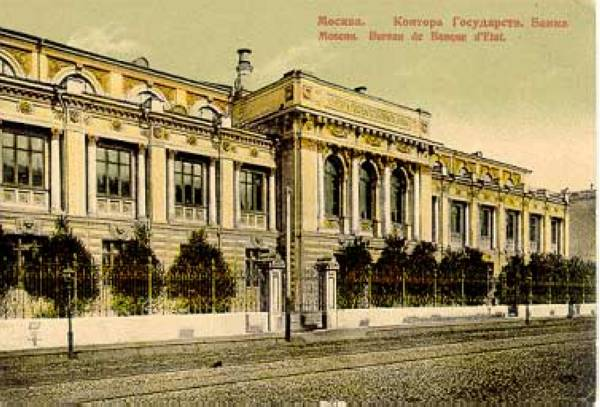 Москва. Контора Государств. Банка
Moscou. Bureau de Banque d'Etat.